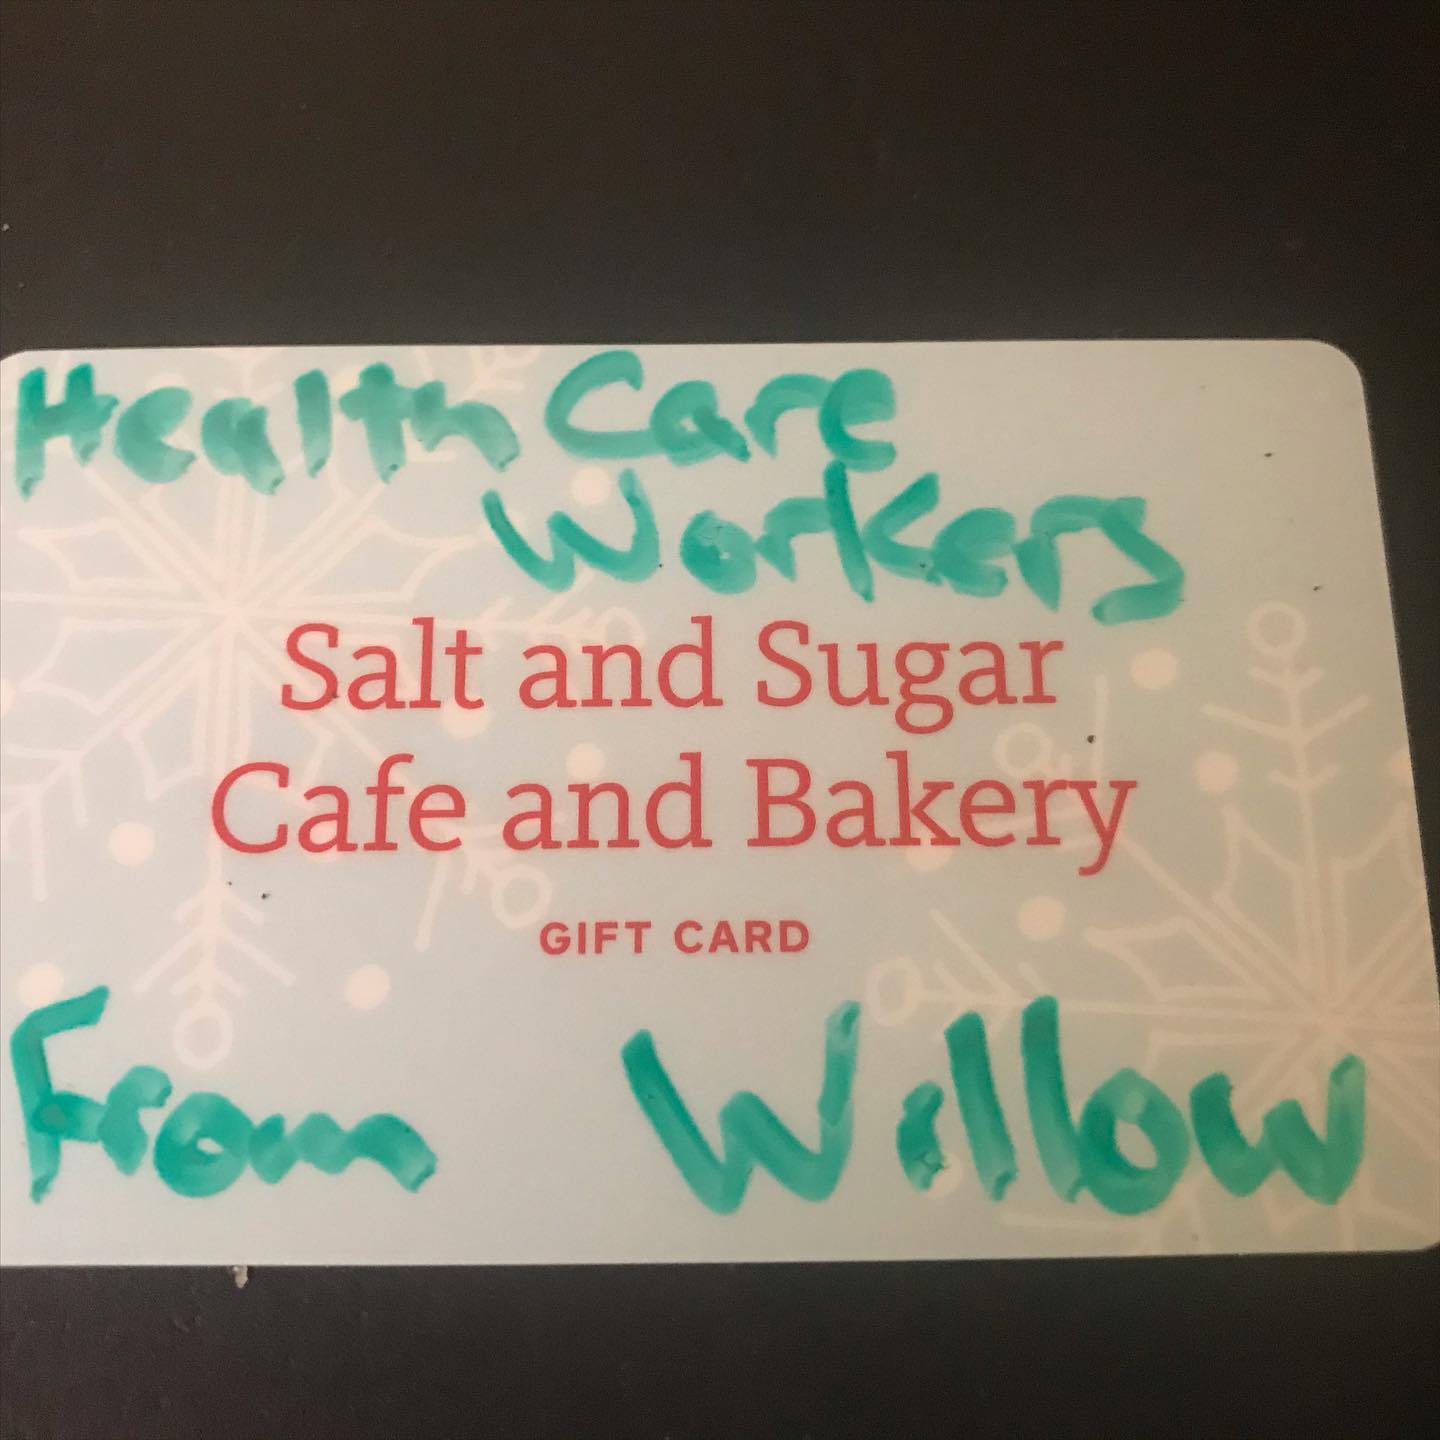 Health Care
Workers
Salt and Sugar
Cafe and Bakery
GIFT CARD
From Willow